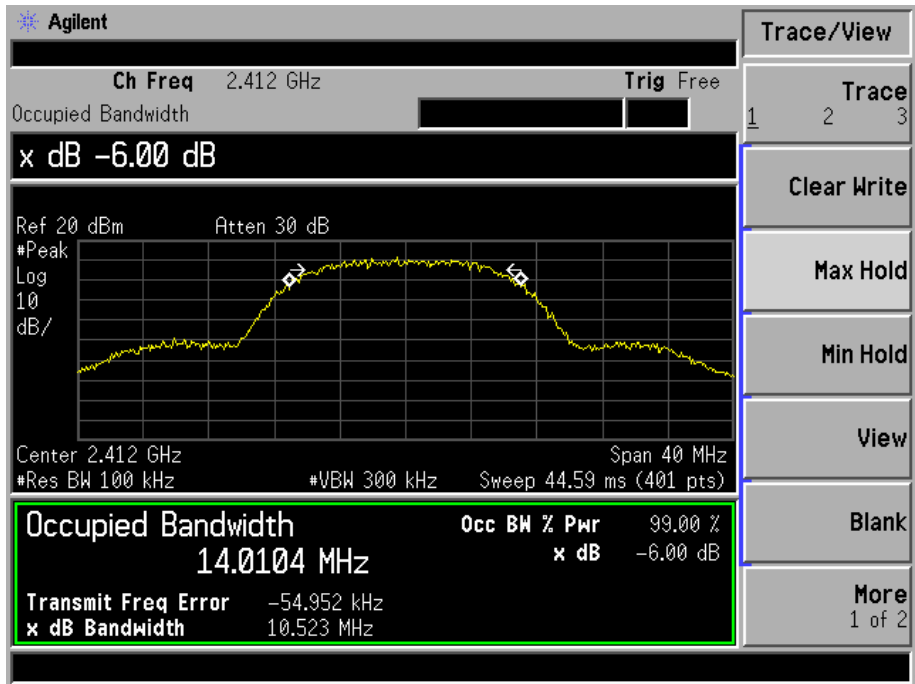 Agilent
Trace/View
Ch Freq 2.412 GHz Trig Free
Occupied Bandwidth
Trace
1 2 3
x dB -6.00 dB
Clear Write
Ref 20 dBm Atten 30 dB
#Peak
Log
10
dB/
Max Hold
Min Hold
View
Center 2.412 GHz Span 40 MHz
#Res BW 100 kHz #VBW 300 kHz Sweep 44.59 ms (401 pts)
Occupied Bandwidth Occ BW % Pwr 99.00 %
14.0104 MHz x dB -6.00 dB
Blank
Transmit Freq Error -54.952 kHz
x dB Bandwidth 10.523 MHz
More
1 of 2